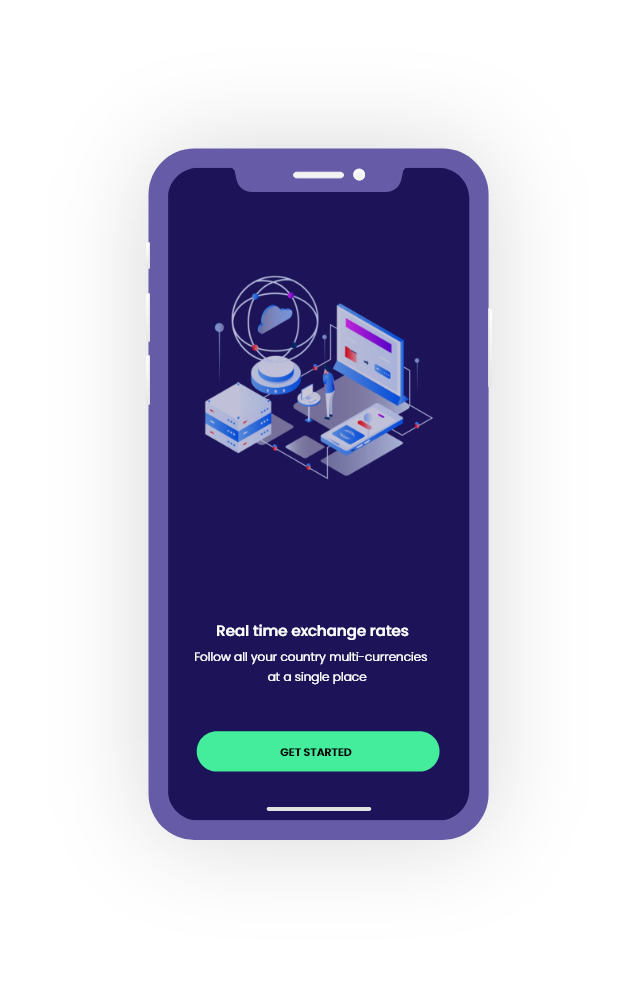 Real time exchange rates
Follow all your country multi-currencies
at a single place
GET STARTED